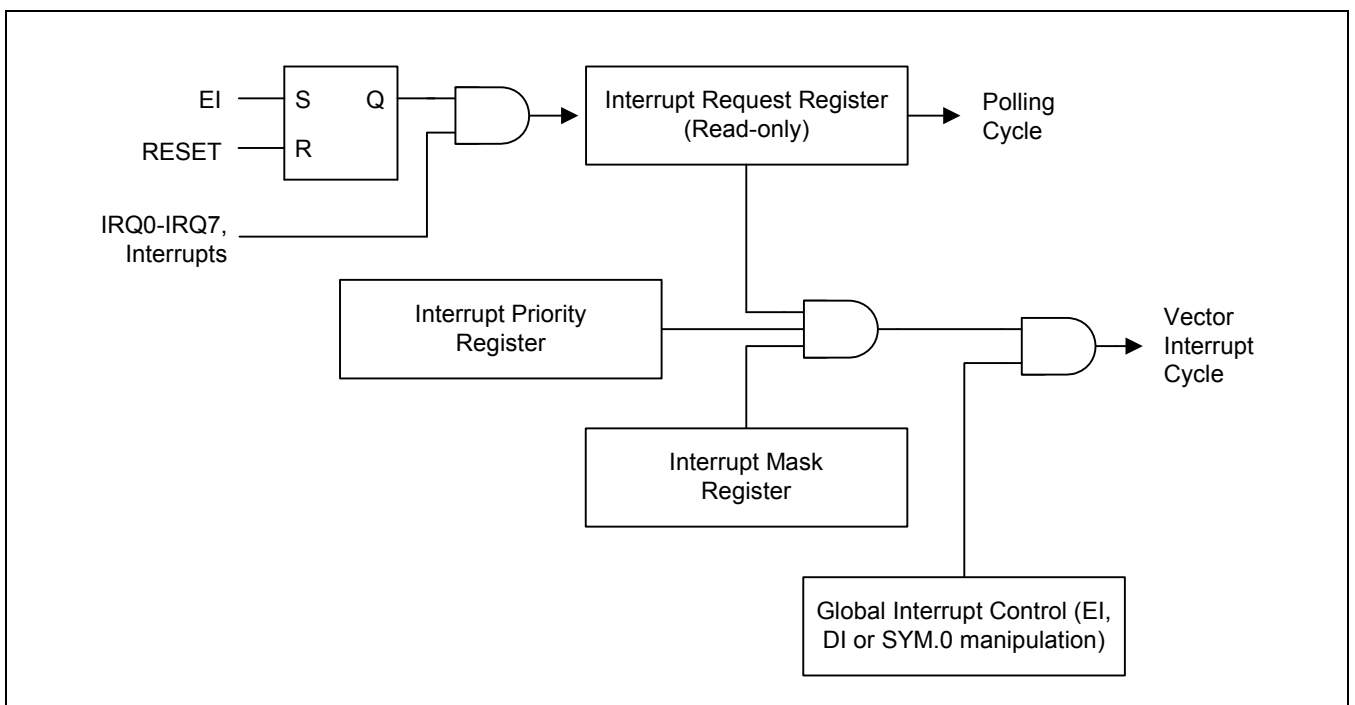 EI
S
Q
RESET
R
IRQ0-IRQ7,
Interrupts
Interrupt Request Register
(Read-only)
Polling
Cycle
Interrupt Priority
Register
Vector
Interrupt
Cycle
Interrupt Mask
Register
Global Interrupt Control (EI,
DI or SYM.0 manipulation)